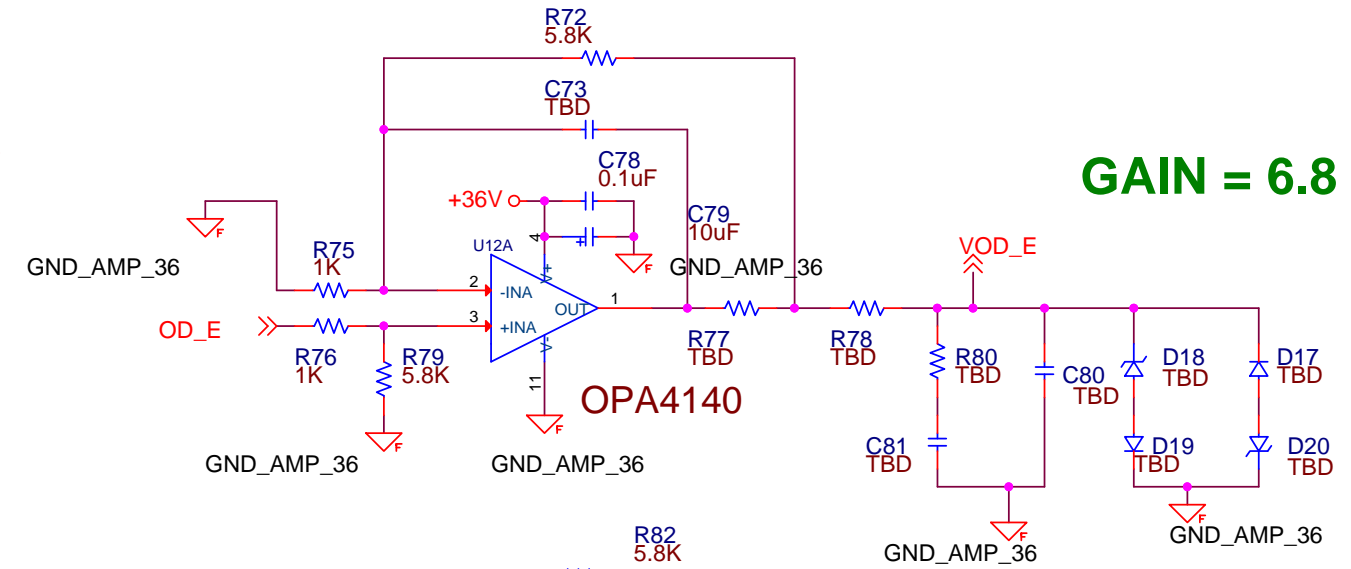 R72
5.8K
C73
TBD
C78
0.1uF
GAIN = 6.8
+36V
C79
10uF
4
U12A
V+
F
F
VOD_E
GND_AMP_36
R75
1K
GND_AMP_36
2
-INA
1
OUT
OD_E
3
+INA
R76
1K
R79
5.8K
V-
11
R77
TBD
R78
TBD
R80
TBD
C80
TBD
D18
TBD
D17
TBD
OPA4140
F
F
GND_AMP_36
GND_AMP_36
C81
TBD
D19
TBD
D20
TBD
F
F
GND_AMP_36
GND_AMP_36
R82
5.8K